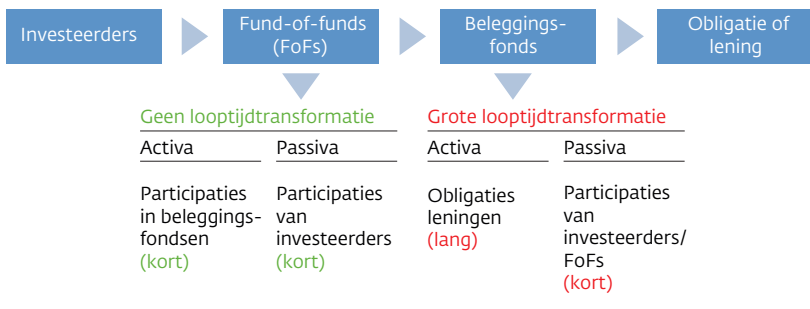 Investeerders
Fund-of-funds
(FoFs)
Beleggings-
fonds
Obligatie of
lening
Geen looptijdtransformatie
Activa
Passiva
Participaties
in beleggings-
fondsen
(kort)
Participaties
van
investeerders
(kort)
Grote looptijdtransformatie
Activa
Passiva
Obligaties
leningen
(lang)
Participaties
van
investeerders/
FoFs
(kort)